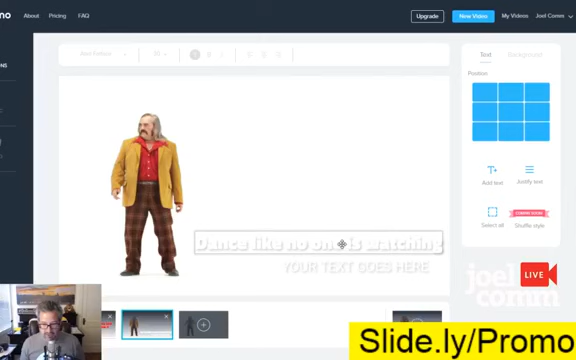 About Pricing FAQ
Upgrade New Video My Videos Joel Comm
Text Background
Position
Add text Justify text
Select all Shuffle style
Dance like no one is watching
YOUR TEXT GOES HERE
joel comm
LIVE
Slide.ly/Promo